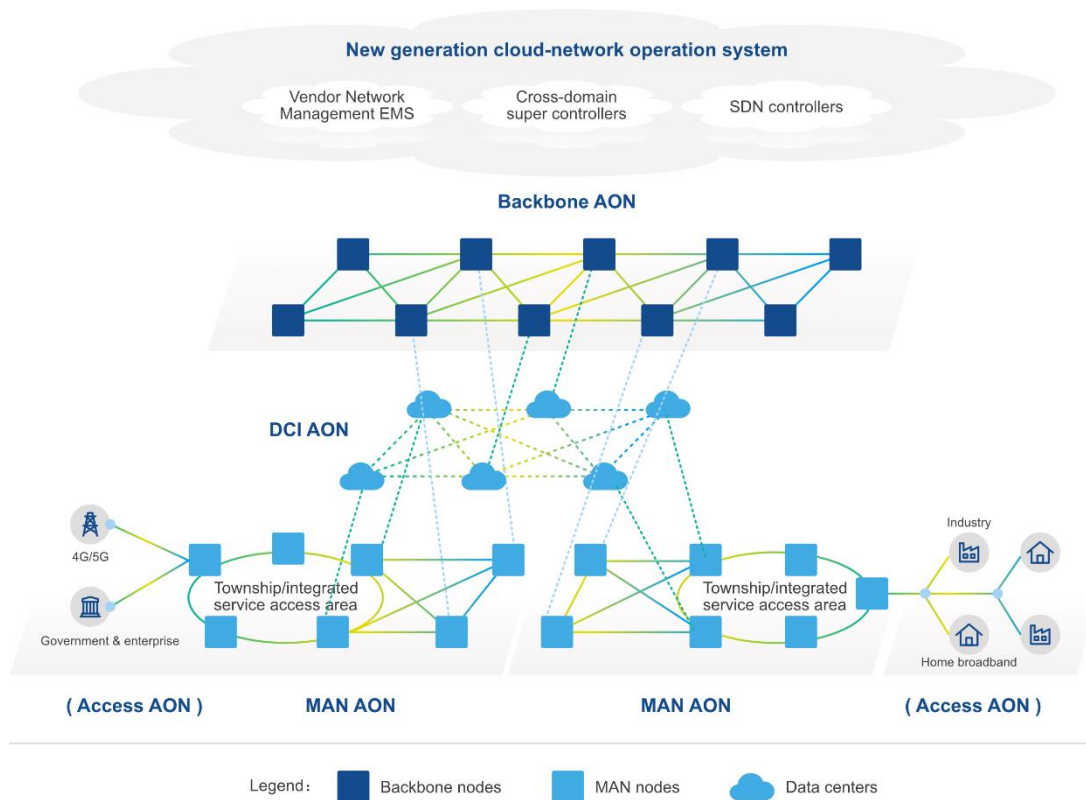 New generation cloud-network operation system
Vendor Network
Management EMS
Cross-domain
super controllers
SDN controllers
Backbone AON
DCI AON
4G/5G
Government & enterprise
Township/integrated
service access area
Township/integrated
service access area
Industry
Home broadband
( Access AON )
MAN AON
MAN AON
( Access AON )
Legend :
Backbone nodes
MAN nodes
Data centers